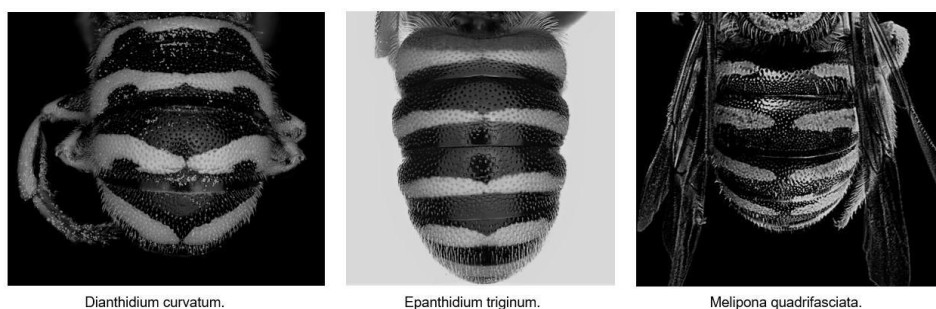 Dianthidium curvatum.
Epanthidium triginum.
Melipona quadrifasciata.